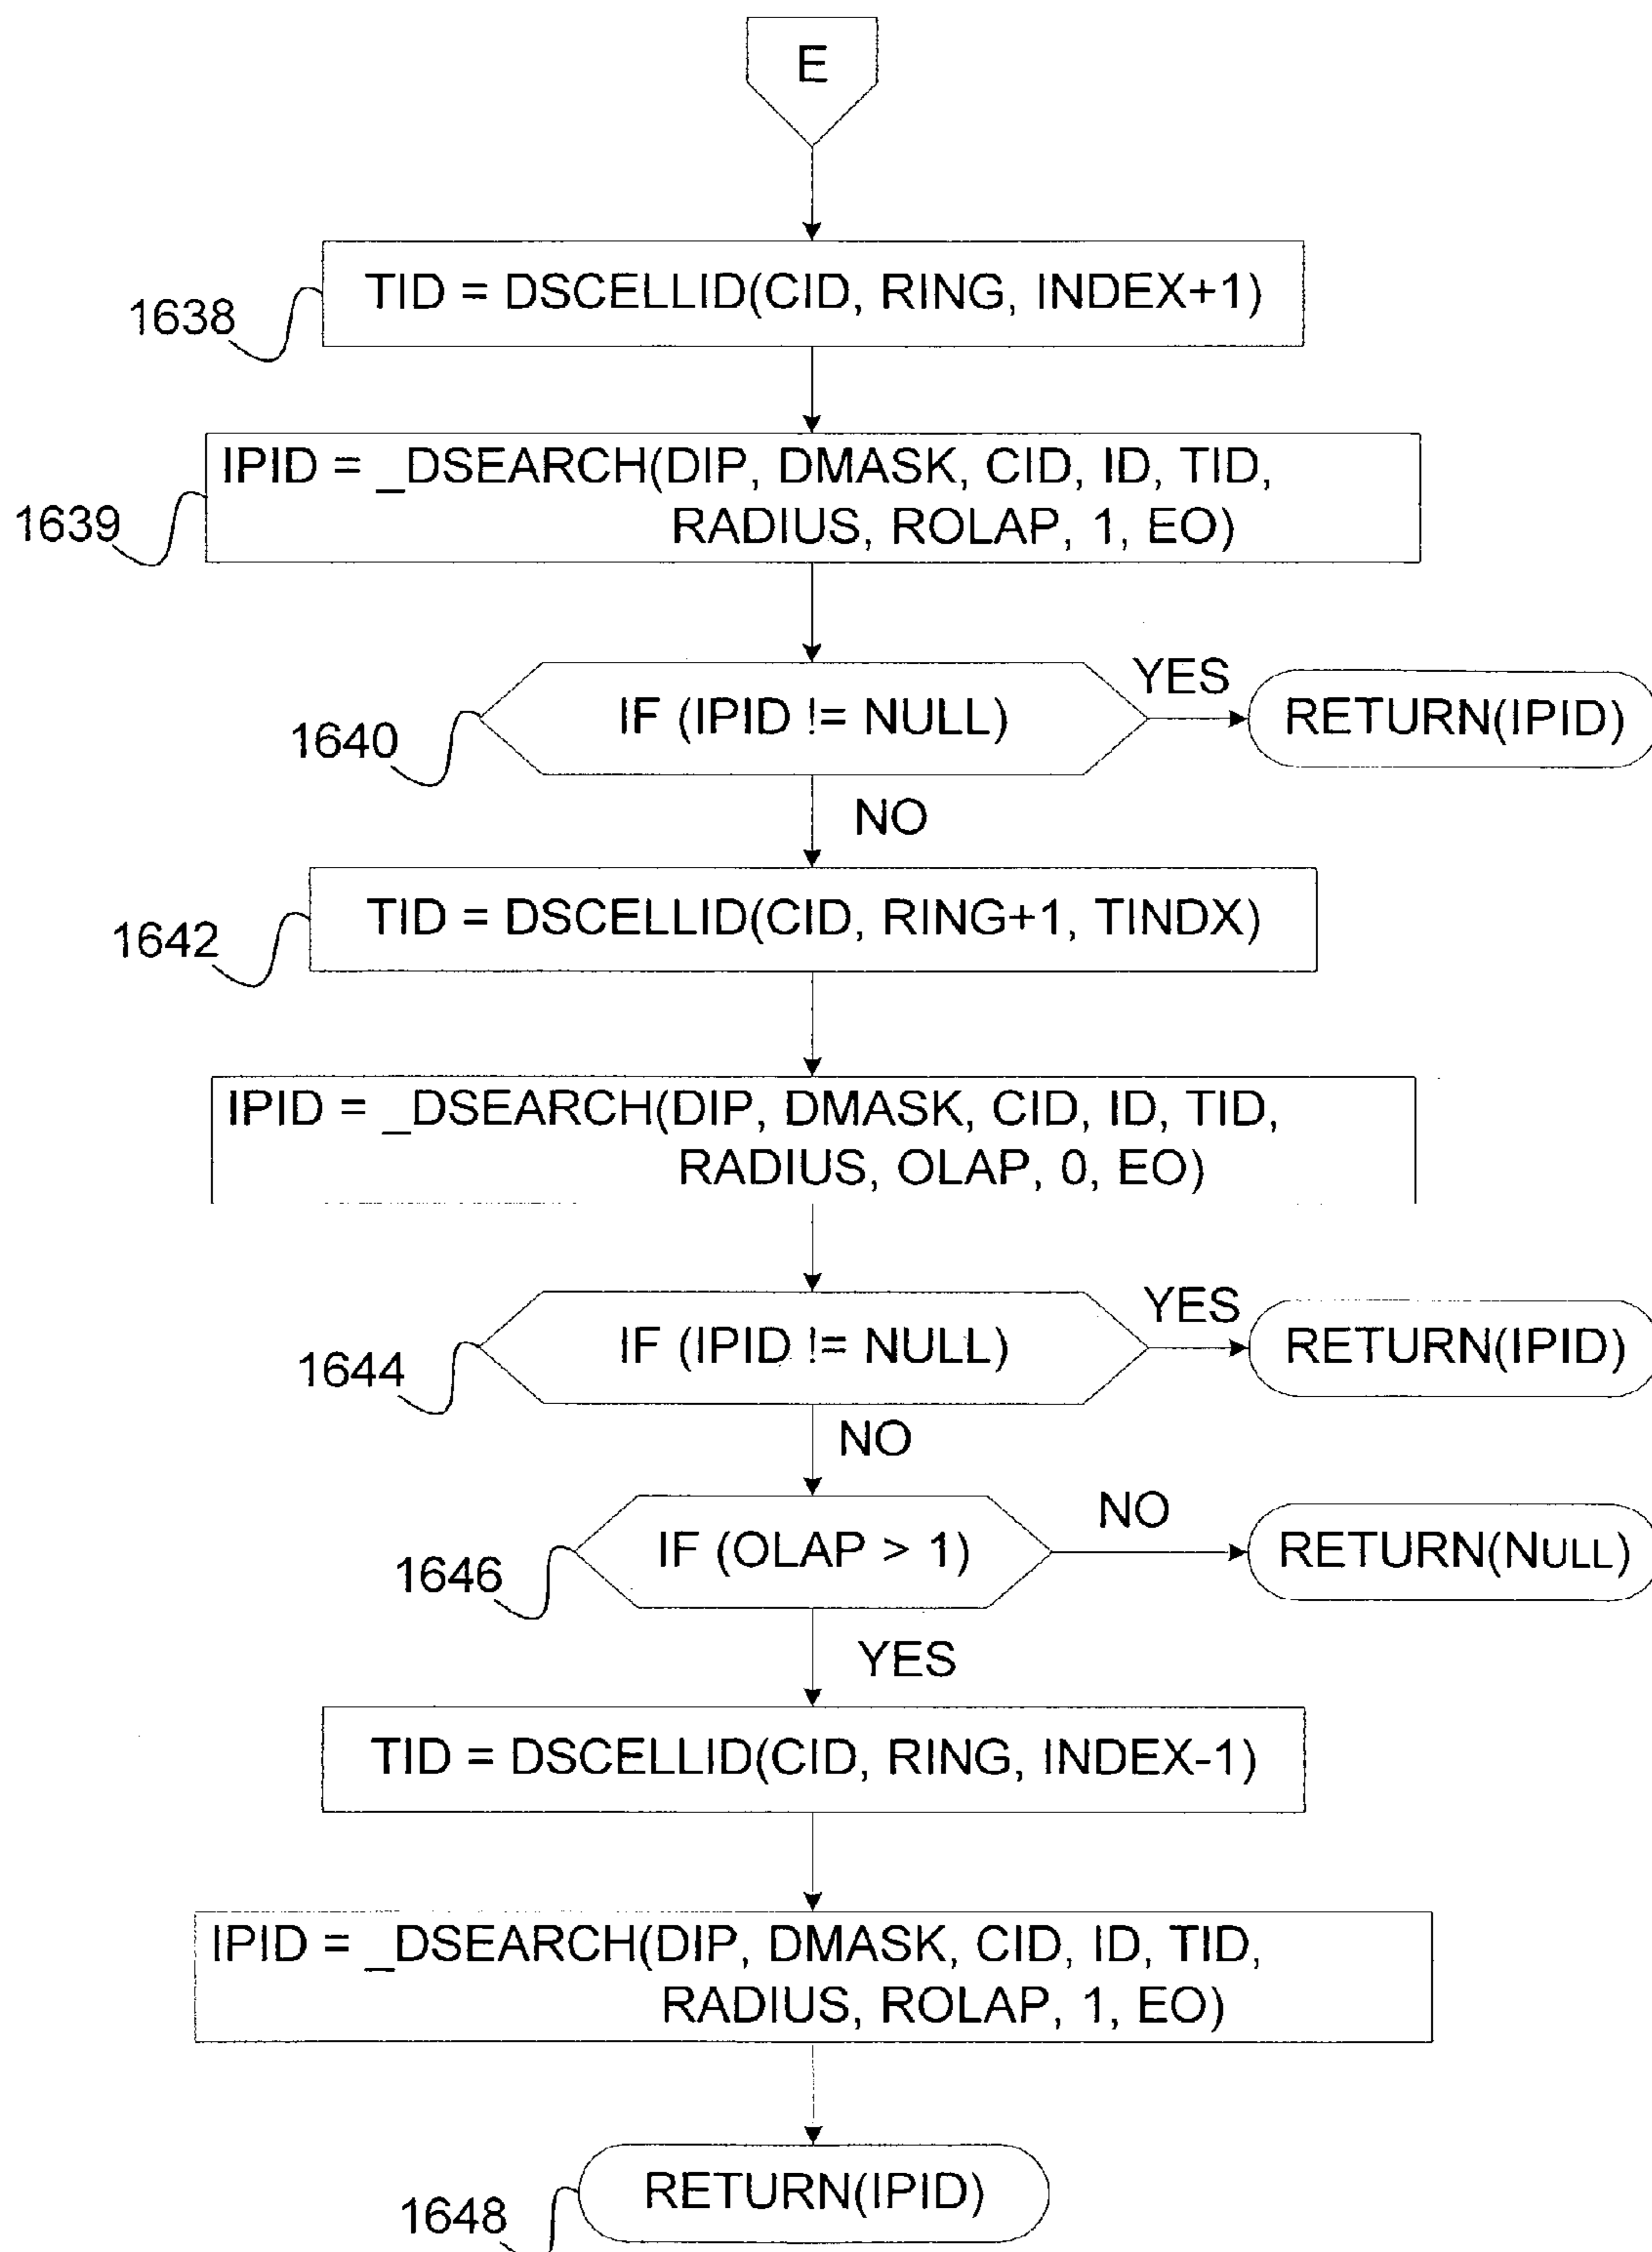 E
TID = DSCELLID(CID, RING, INDEX+1)
1638
IPID = _DSEARCH(DIP, DMASK, CID, ID, TID,
RADIUS, ROLAP, 1, EO)
1639
IF (IPID != NULL)
YES
RETURN(IPID)
1640
NO
TID = DSCELLID(CID, RING+1, TINDX)
1642
IPID = _DSEARCH(DIP, DMASK, CID, ID, TID,
RADIUS, OLAP, 0, EO)
IF (IPID != NULL)
YES
RETURN(IPID)
1644
NO
IF (OLAP > 1)
NO
RETURN(NULL)
1646
YES
TID = DSCELLID(CID, RING, INDEX-1)
IPID = _DSEARCH(DIP, DMASK, CID, ID, TID,
RADIUS, ROLAP, 1, EO)
RETURN(IPID)
1648